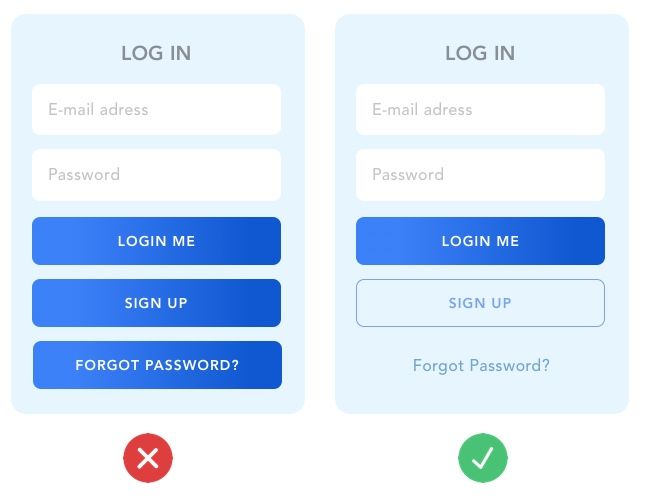 LOG IN
E-mail adress
Password
LOGIN ME
SIGN UP
FORGOT PASSWORD?
LOG IN
E-mail adress
Password
LOGIN ME
SIGN UP
Forgot Password?